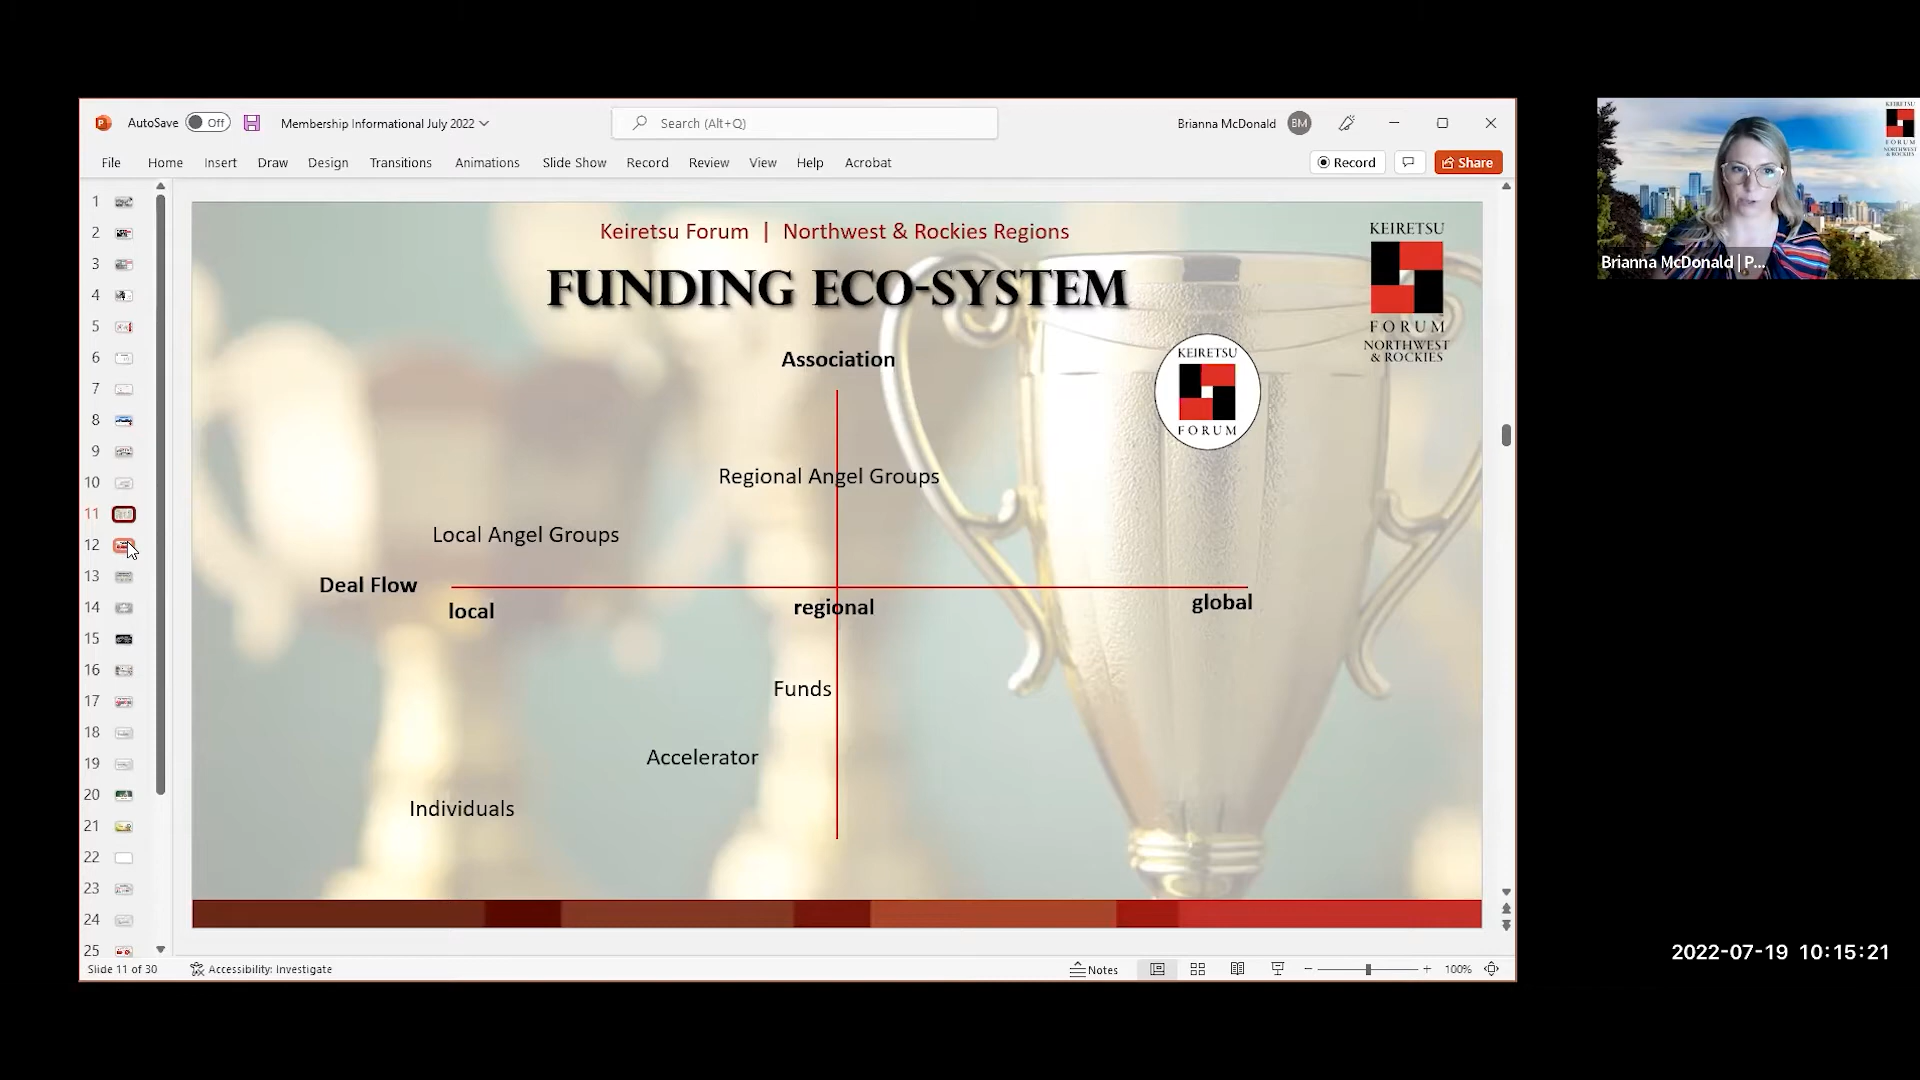 AutoSave Off Membership Informational July 2022 Search (Alt+Q) Brianna McDonald BM
File Home Insert Draw Design Transitions Animations Slide Show Record Review View Help Acrobat Record Share
1
2
3
4
5
6
7
8
9
10
11
12
13
14
15
16
17
18
19
20
21
22
23
24
25
Keiretsu Forum | Northwest & Rockies Regions
FUNDING ECO-SYSTEM
KEIRETSU
FORUM
NORTHWEST
& ROCKIES
KEIRETSU
FORUM
Association
Regional Angel Groups
Local Angel Groups
Deal Flow
local
regional
global
Funds
Accelerator
Individuals
Slide 11 of 30 Accessibility: Investigate Notes 100%
KEIRETSU
FORUM
NORTHWEST
& ROCKIES
Brianna McDonald | P...
2022-07-19 10:15:21